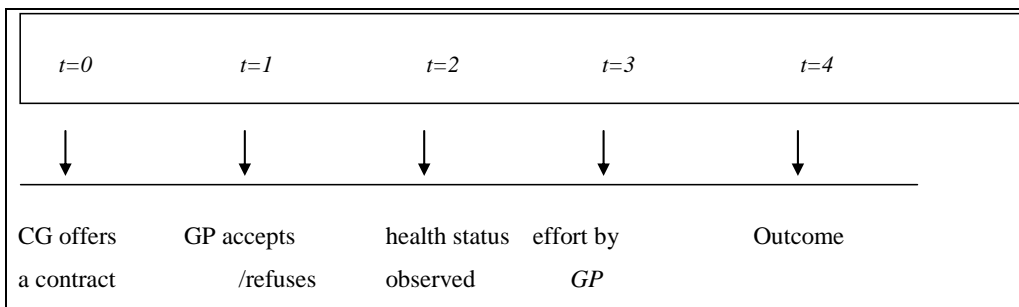 t=0 t=1 t=2 t=3 t=4
CG offers GP accepts health status effort by Outcome
a contract /refuses observed GP